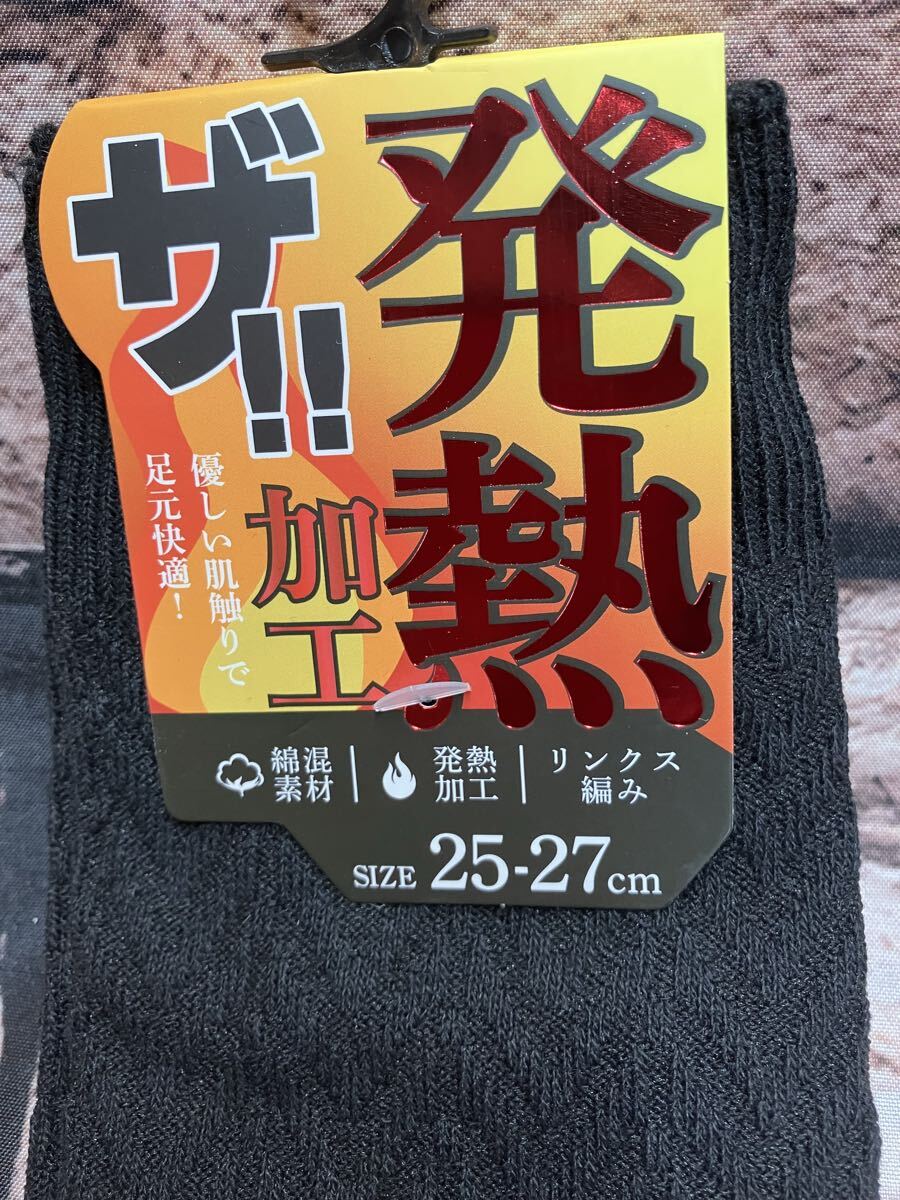 発熱
加工
ザ!!
優しい肌触りで
足元快適!
綿混
素材
発熱
加工
リンクス
編み
SIZE 25-27cm